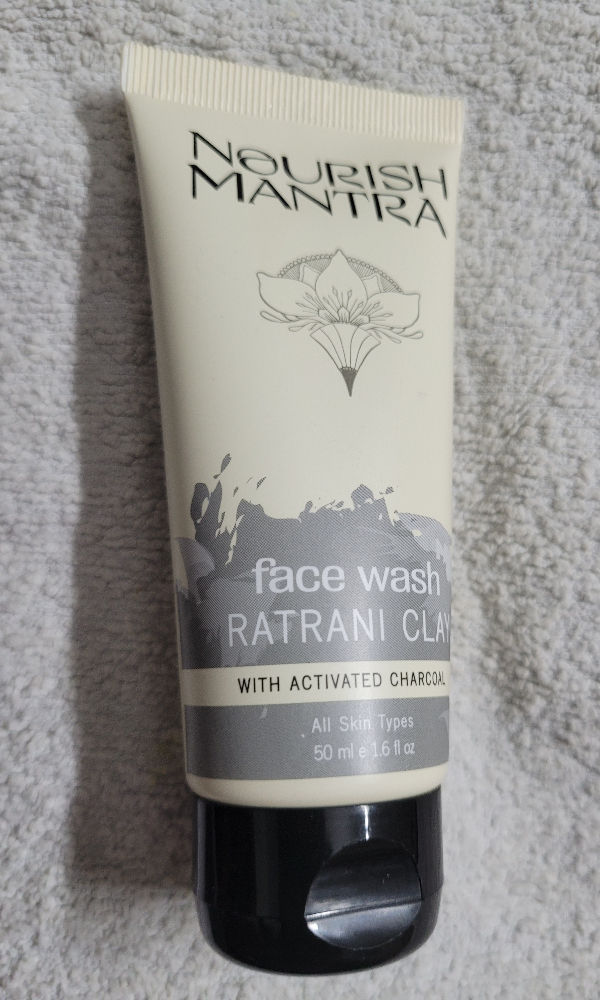 NOURISH
MANTRA
face wash
RATRANI CLAY
WITH ACTIVATED CHARCOAL
All Skin Types
50 ml e 1.6 fl oz